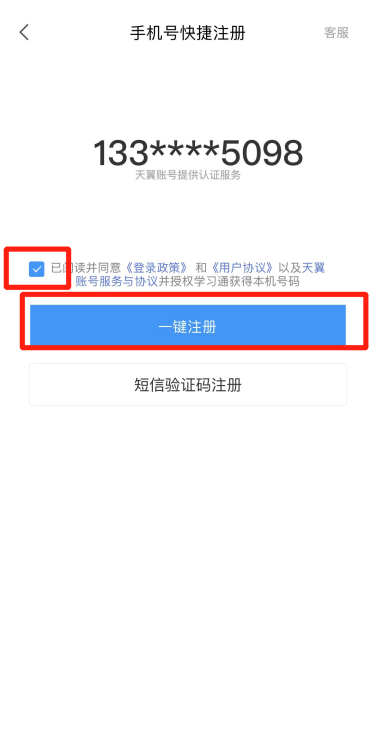 手机号快捷注册 客服
133****5098
天翼账号提供认证服务
已阅读并同意《登录政策》 和《用户协议》以及天翼
账号服务与协议并授权学习通获得本机号码
一键注册
短信验证码注册